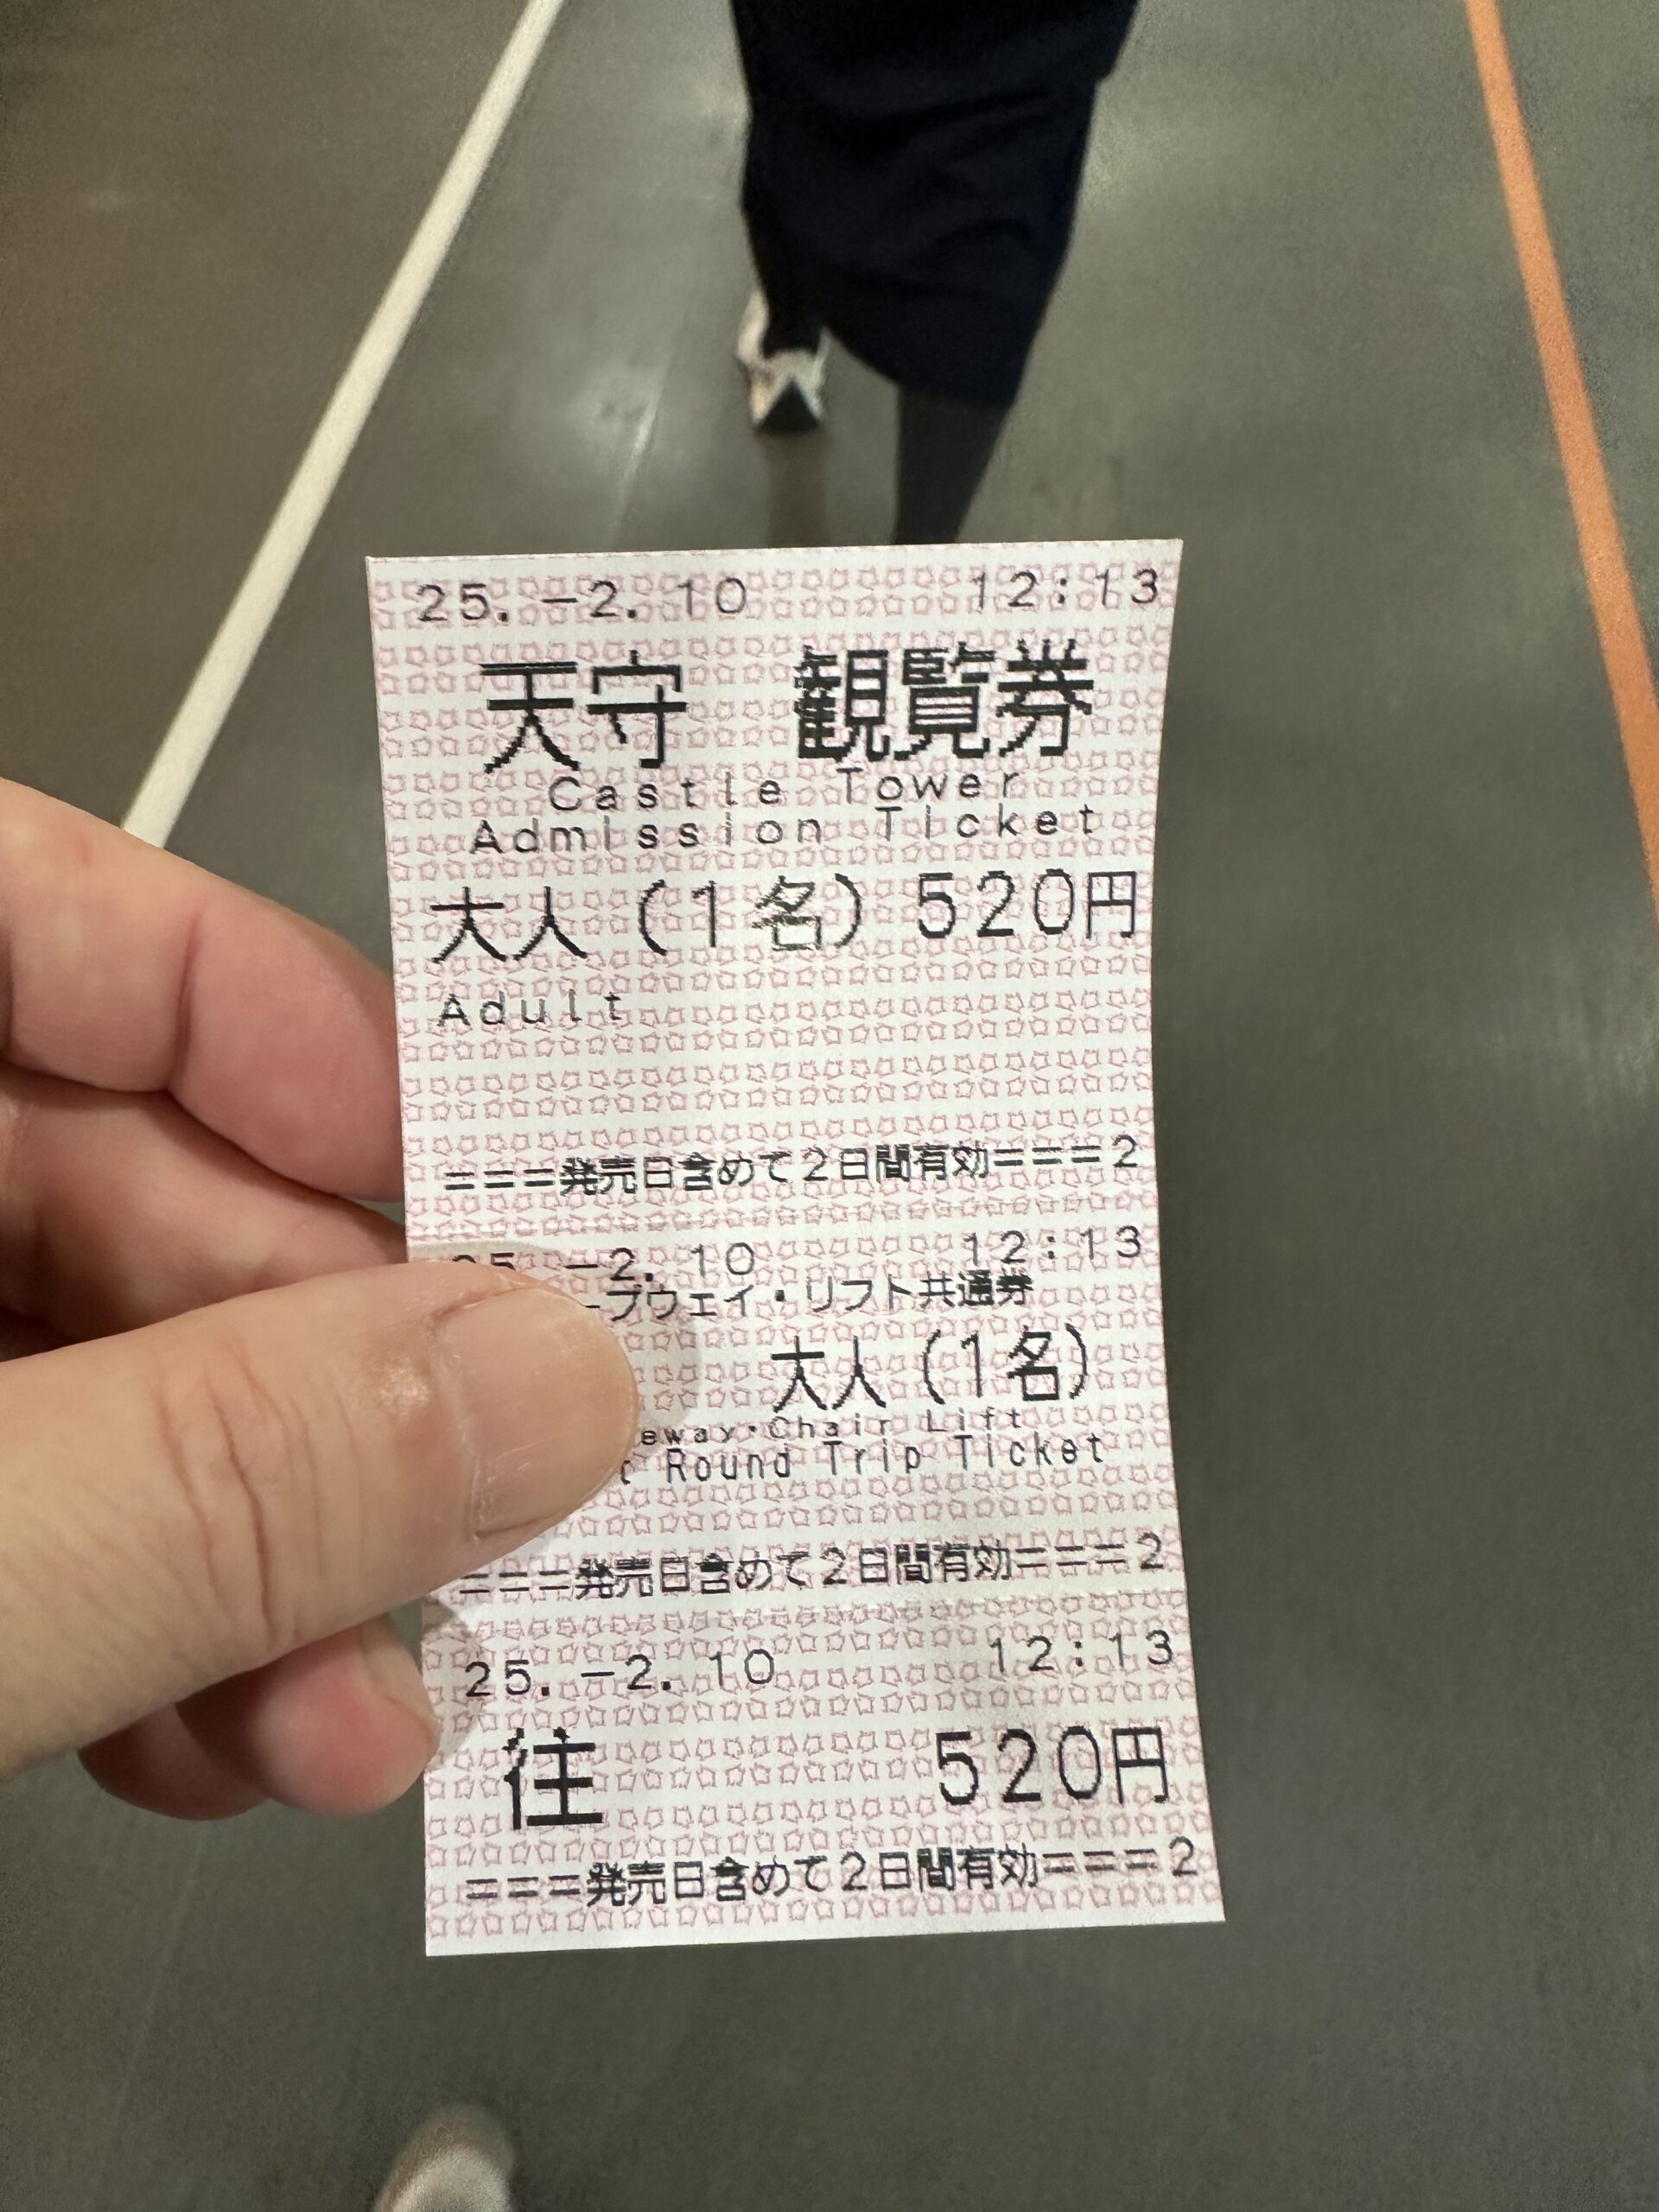 25.-2.10 12:13
天守 観覧券
Castle Tower
Admission Ticket
大人(1名) 520円
Adult
===発売日含めて2日間有効===2
25.-2.10 12:13
ープウェイ・リフト共通券
大人(1名)
eway・Chair Lift
t Round Trip Ticket
===発売日含めて2日間有効===2
25.-2.10 12:13
往 520円
===発売日含めて2日間有効===2